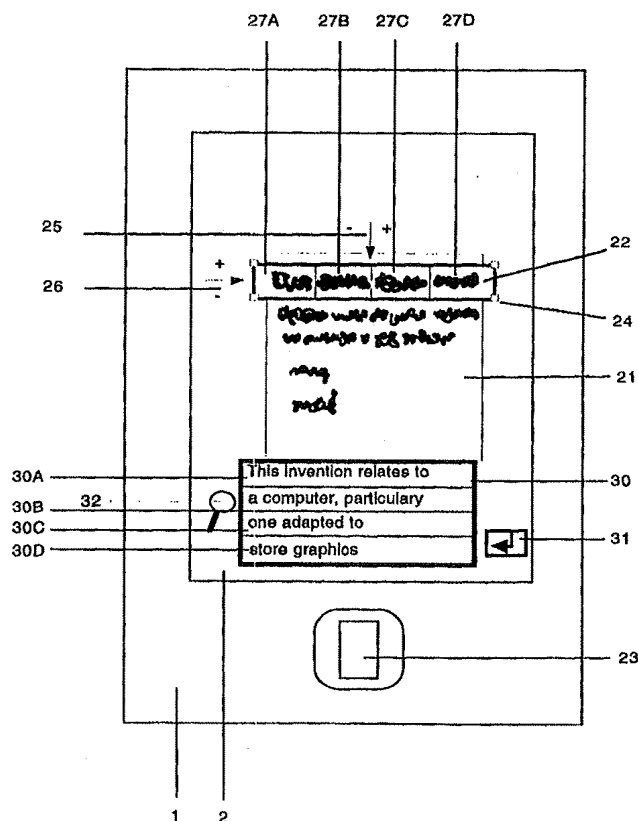 27A 27B 27C 27D
25 - +
22
+
26
-
24
21
30A This invention relates to 30
30B 32 a computer, particulary
30C one adapted to
30D store graphics 31
23
1 2